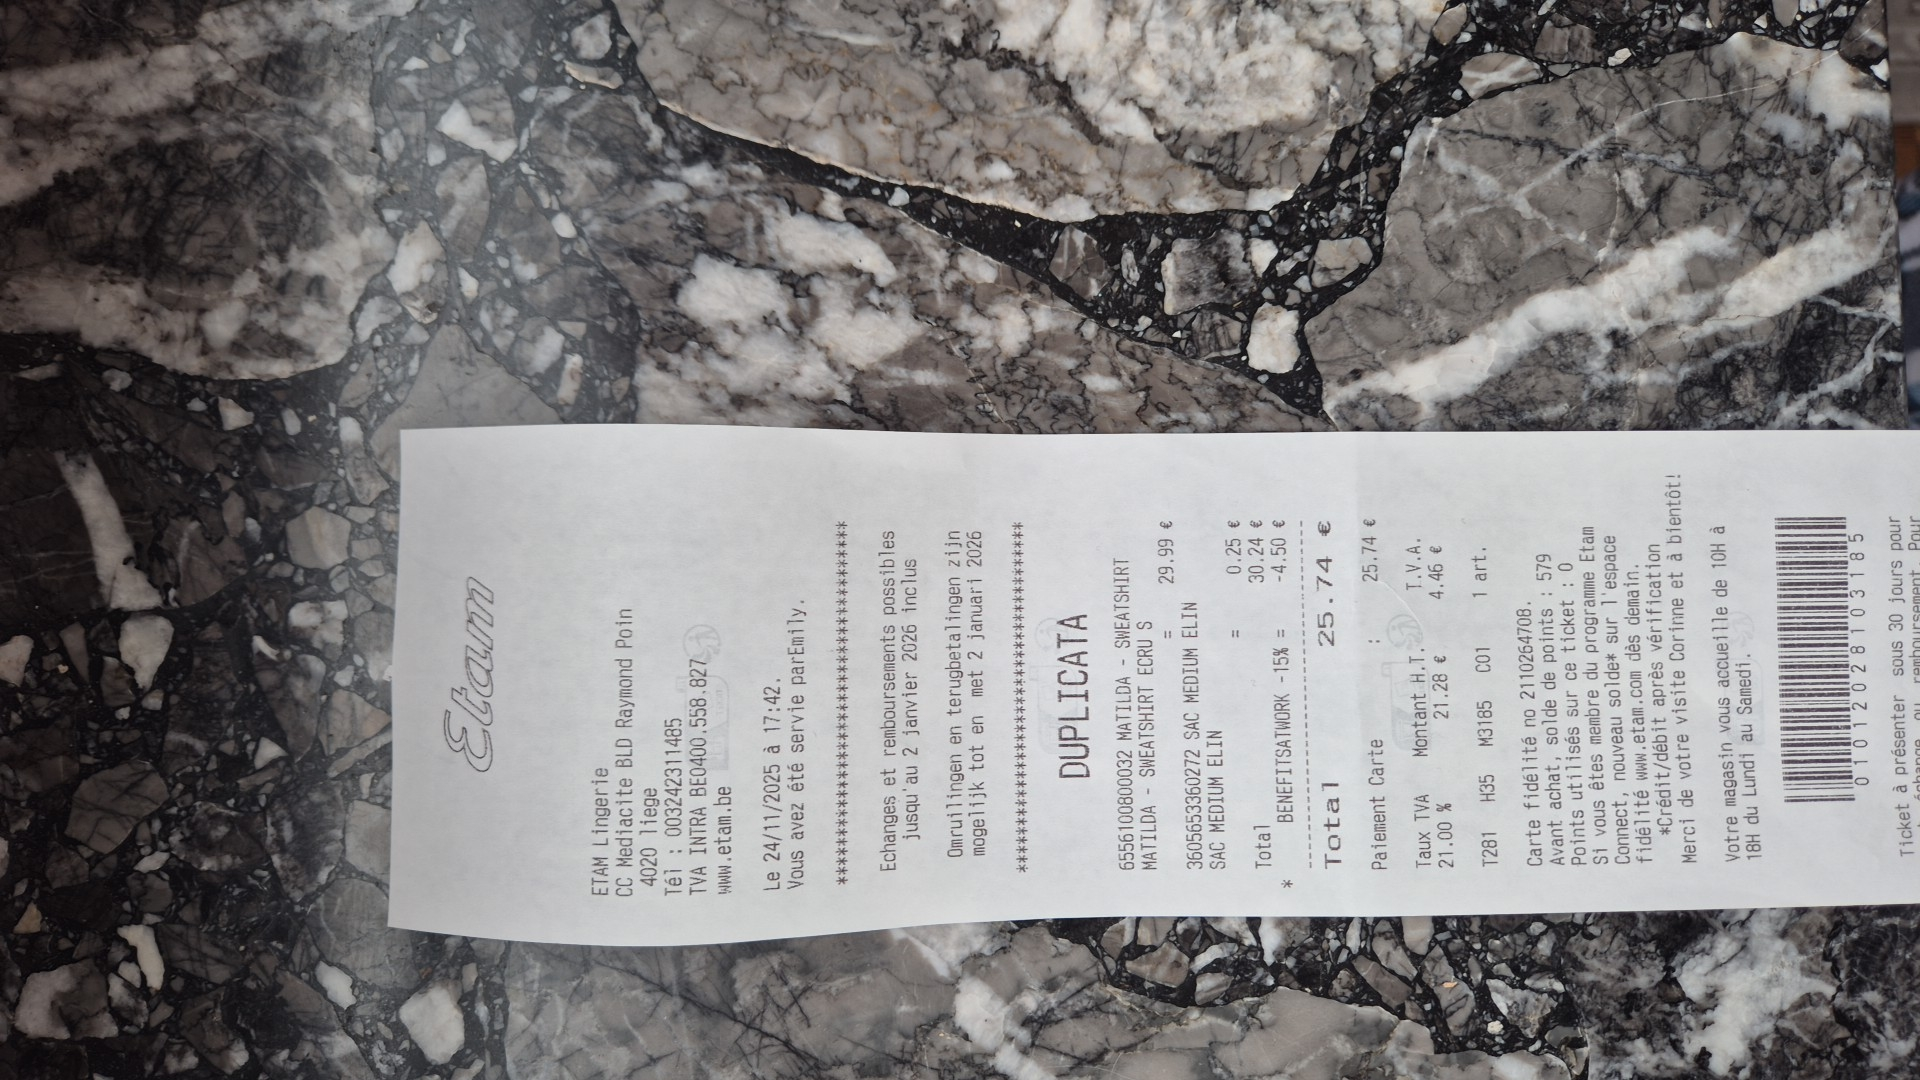 Etam
ETAM Lingerie
CC Mediacite BLD Raymond Poin
4020 liege
Tél : 003242311485
TVA INTRA BE0400.558.827
www.etam.be
Le 24/11/2025 à 17:42.
Vous avez été servie parEmily.
Echanges et remboursements possibles
jusqu'au 2 janvier 2026 inclus
Omruilingen en terugbetalingen zijn
mogelijk tot en met 2 januari 2026
DUPLICATA
655610800032 MATILDA - SWEATSHIRT
MATILDA - SWEATSHIRT ECRU S
= 29.99 €
3605653360272 SAC MEDIUM ELIN
SAC MEDIUM ELIN
= 0.25 €
Total 30.24 €
* BENEFITSATWORK -15% = -4.50 €
Total 25.74 €
Paiement Carte : 25.74 €
Taux TVA Montant H.T. T.V.A.
21.00 % 21.28 € 4.46 €
T281 H35 M3185 C01 1 art.
Carte fidélité no 2110264708.
Avant achat, solde de points : 579
Points utilisés sur ce ticket : 0
Si vous êtes membre du programme Etam
Connect, nouveau solde* sur l'espace
fidélité www.etam.com dès demain.
*Crédit/débit après vérification
Merci de votre visite Corinne et à bientôt!
Votre magasin vous accueille de 10H à
18H du Lundi au Samedi.
01012028103185
Ticket à présenter sous 30 jours pour
échange ou remboursement. Pour